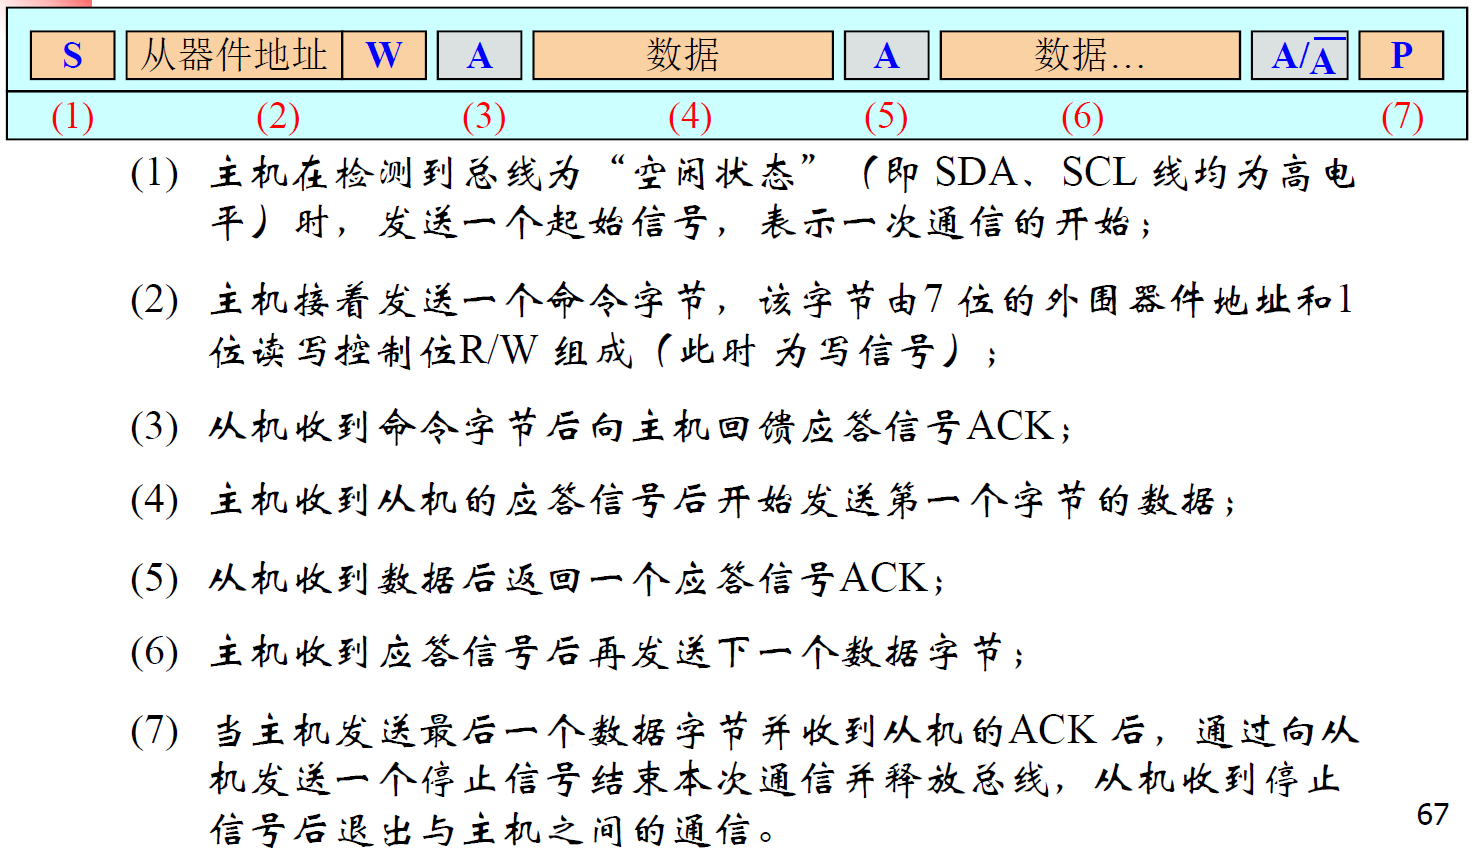 S 从器件地址 W A 数据 A 数据… A/A̅ P
(1) (2) (3) (4) (5) (6) (7)
(1) 主机在检测到总线为“空闲状态”（即 SDA、SCL 线均为高电
平）时，发送一个起始信号，表示一次通信的开始；
(2) 主机接着发送一个命令字节，该字节由7 位的外围器件地址和1
位读写控制位R/W 组成（此时 为写信号）；
(3) 从机收到命令字节后向主机回馈应答信号ACK；
(4) 主机收到从机的应答信号后开始发送第一个字节的数据；
(5) 从机收到数据后返回一个应答信号ACK；
(6) 主机收到应答信号后再发送下一个数据字节；
(7) 当主机发送最后一个数据字节并收到从机的ACK 后，通过向从
机发送一个停止信号结束本次通信并释放总线，从机收到停止
信号后退出与主机之间的通信。
67